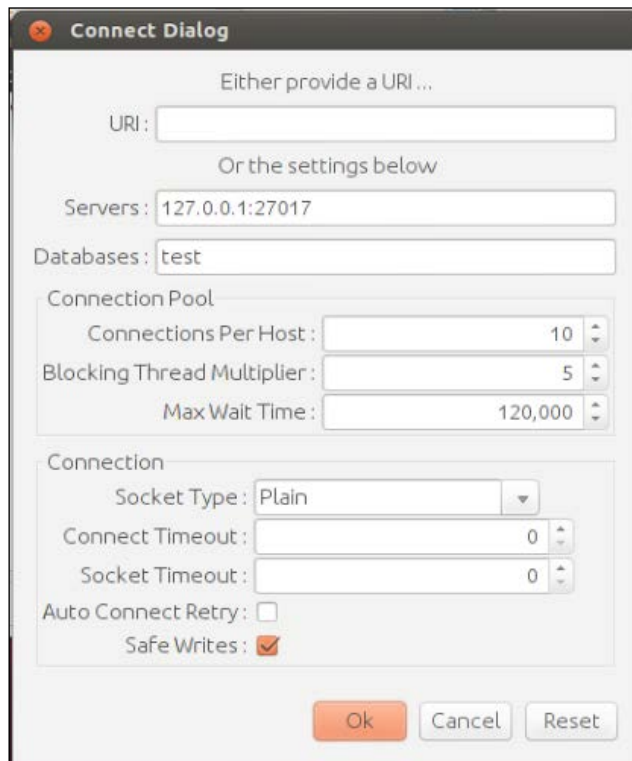 Connect Dialog
Either provide a URI ...
URI :
Or the settings below
Servers : 127.0.0.1:27017
Databases : test
Connection Pool
Connections Per Host : 10
Blocking Thread Multiplier : 5
Max Wait Time : 120,000
Connection
Socket Type : Plain
Connect Timeout : 0
Socket Timeout : 0
Auto Connect Retry :
Safe Writes :
Ok Cancel Reset